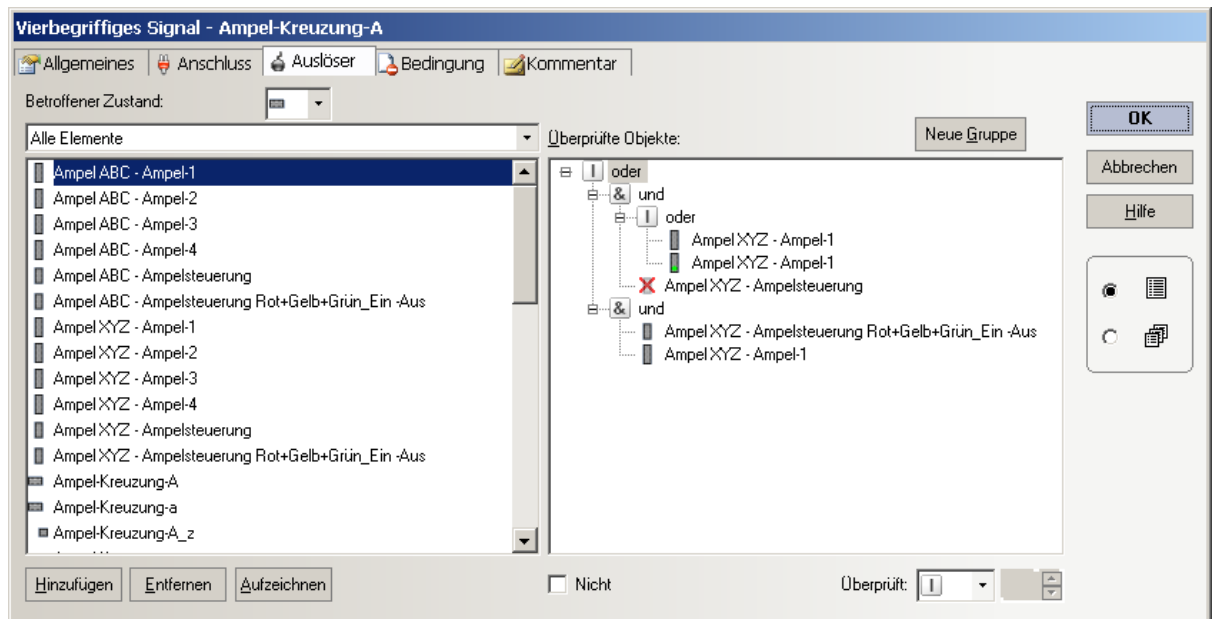 Vierbegriffiges Signal - Ampel-Kreuzung-A
Allgemeines Anschluss Auslöser Bedingung Kommentar
Betroffener Zustand:
Alle Elemente
Überprüfte Objekte:
Neue Gruppe
OK
Abbrechen
Hilfe
Ampel ABC - Ampel-1
Ampel ABC - Ampel-2
Ampel ABC - Ampel-3
Ampel ABC - Ampel-4
Ampel ABC - Ampelsteuerung
Ampel ABC - Ampelsteuerung Rot+Gelb+Grün_Ein -Aus
Ampel XYZ - Ampel-1
Ampel XYZ - Ampel-2
Ampel XYZ - Ampel-3
Ampel XYZ - Ampel-4
Ampel XYZ - Ampelsteuerung
Ampel XYZ - Ampelsteuerung Rot+Gelb+Grün_Ein -Aus
Ampel-Kreuzung-A
Ampel-Kreuzung-a
Ampel-Kreuzung-A_z
oder
& und
oder
Ampel XYZ - Ampel-1
Ampel XYZ - Ampel-1
Ampel XYZ - Ampelsteuerung
& und
Ampel XYZ - Ampelsteuerung Rot+Gelb+Grün_Ein -Aus
Ampel XYZ - Ampel-1
Hinzufügen Entfernen Aufzeichnen
Nicht
Überprüft: